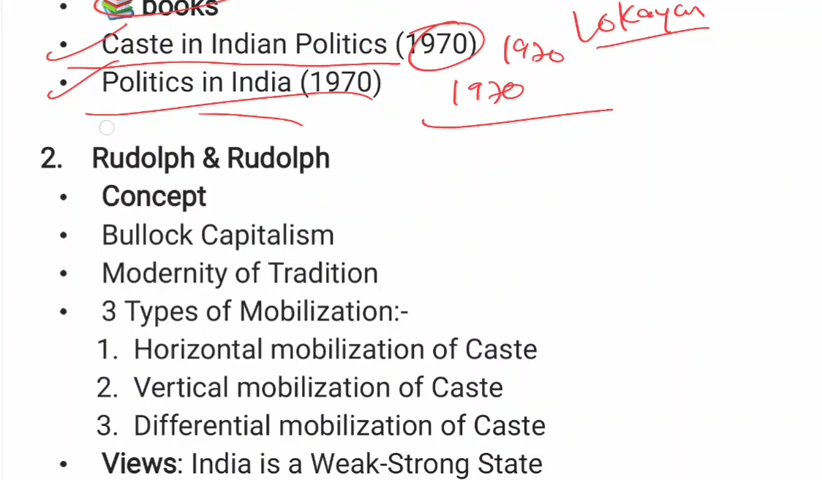 • books
• Caste in Indian Politics (1970) 1970 Lokayan
• Politics in India (1970) 1970
2. Rudolph & Rudolph
• Concept
• Bullock Capitalism
• Modernity of Tradition
• 3 Types of Mobilization:-
1. Horizontal mobilization of Caste
2. Vertical mobilization of Caste
3. Differential mobilization of Caste
• Views: India is a Weak-Strong State